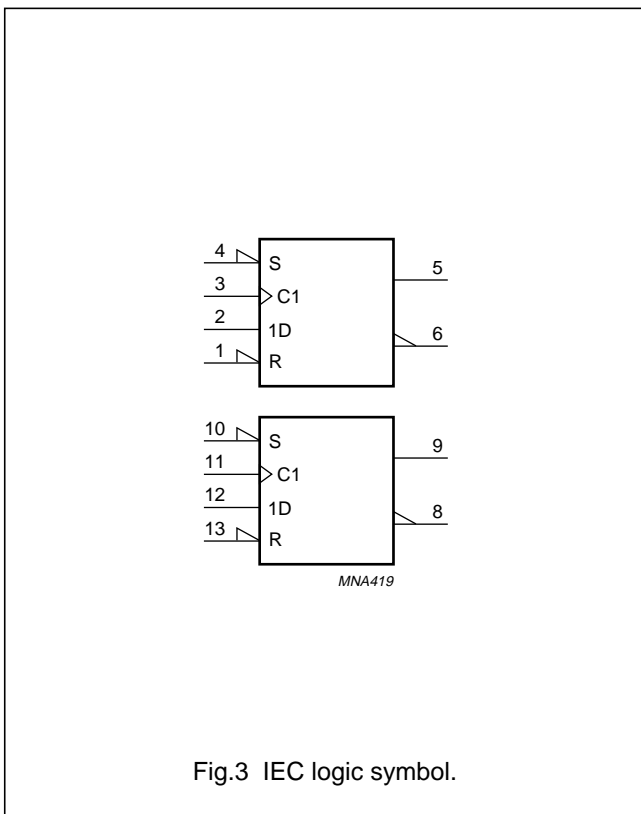 4 S 5
3 C1
2 1D 6
1 R
10 S 9
11 C1
12 1D 8
13 R
MNA419
Fig.3 IEC logic symbol.